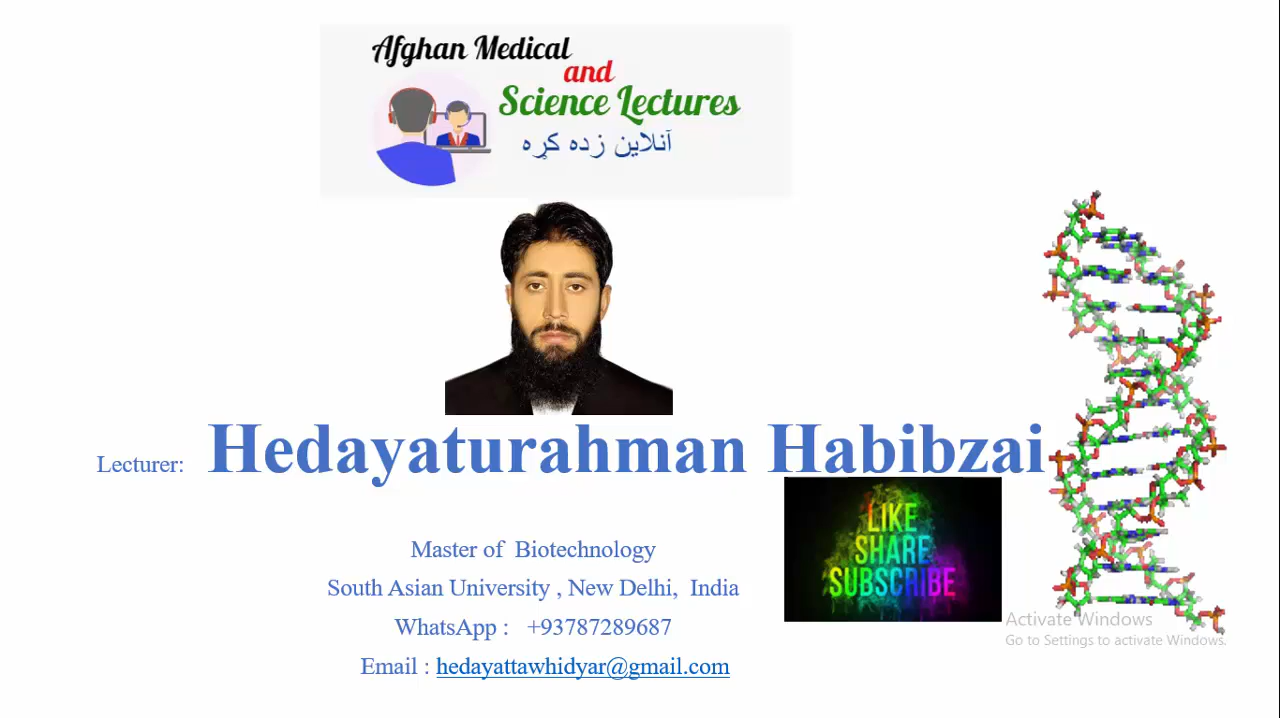 Afghan Medical
and
Science Lectures
آنلاین زده کړه
Lecturer: Hedayaturahman Habibzai
LIKE
SHARE
SUBSCRIBE
Master of Biotechnology
South Asian University , New Delhi, India
WhatsApp : +93787289687
Email : hedayattawhidyar@gmail.com
Activate Windows
Go to Settings to activate Windows.